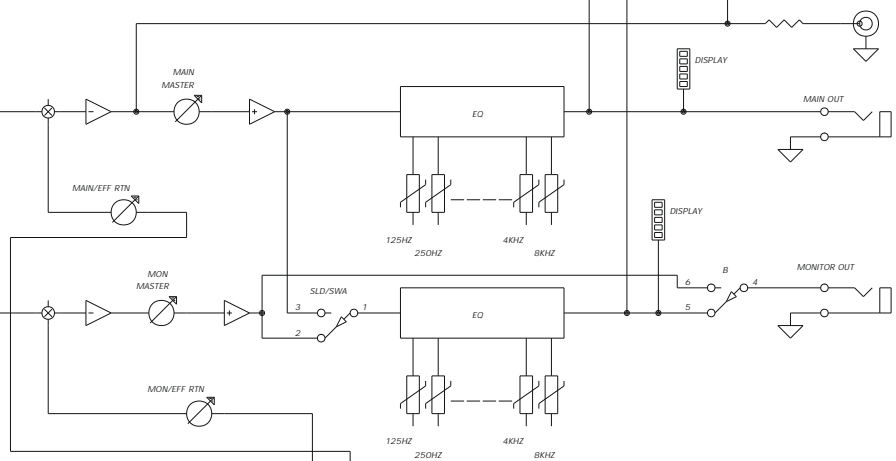 DISPLAY
MAIN
MASTER
−
+
EQ
MAIN OUT
MAIN/EFF RTN
DISPLAY
125HZ
250HZ
4KHZ
8KHZ
MON
MASTER
SLD/SWA
B
MONITOR OUT
6
4
3
1
2
5
−
+
EQ
MON/EFF RTN
125HZ
250HZ
4KHZ
8KHZ